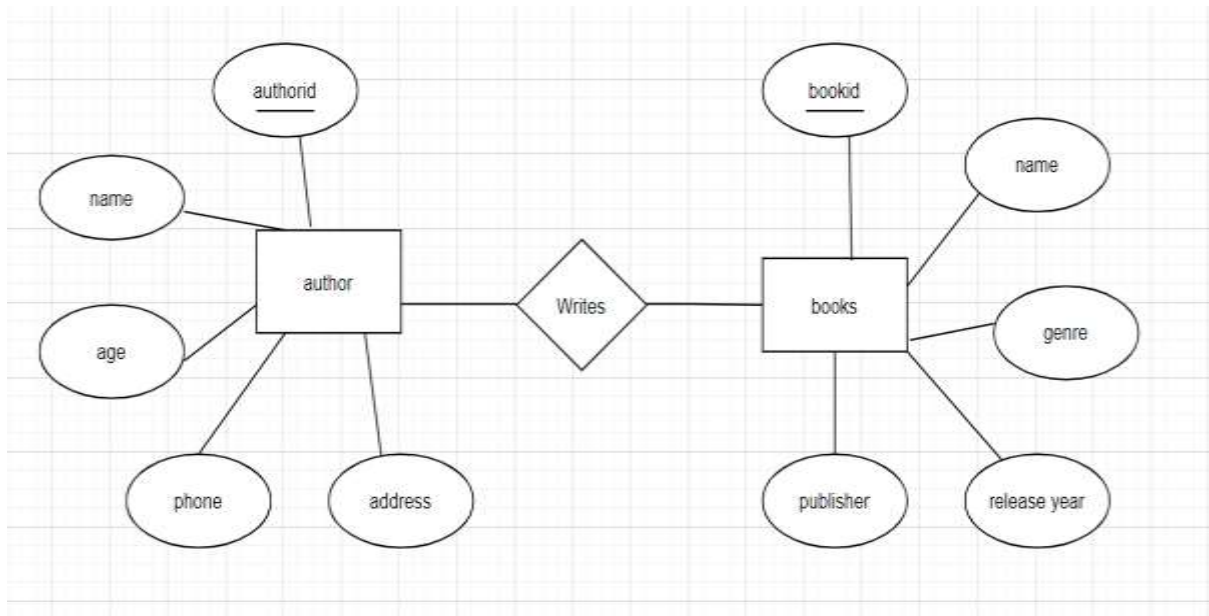 authorid
bookid
name
name
author
Writes
books
genre
age
phone
address
publisher
release year